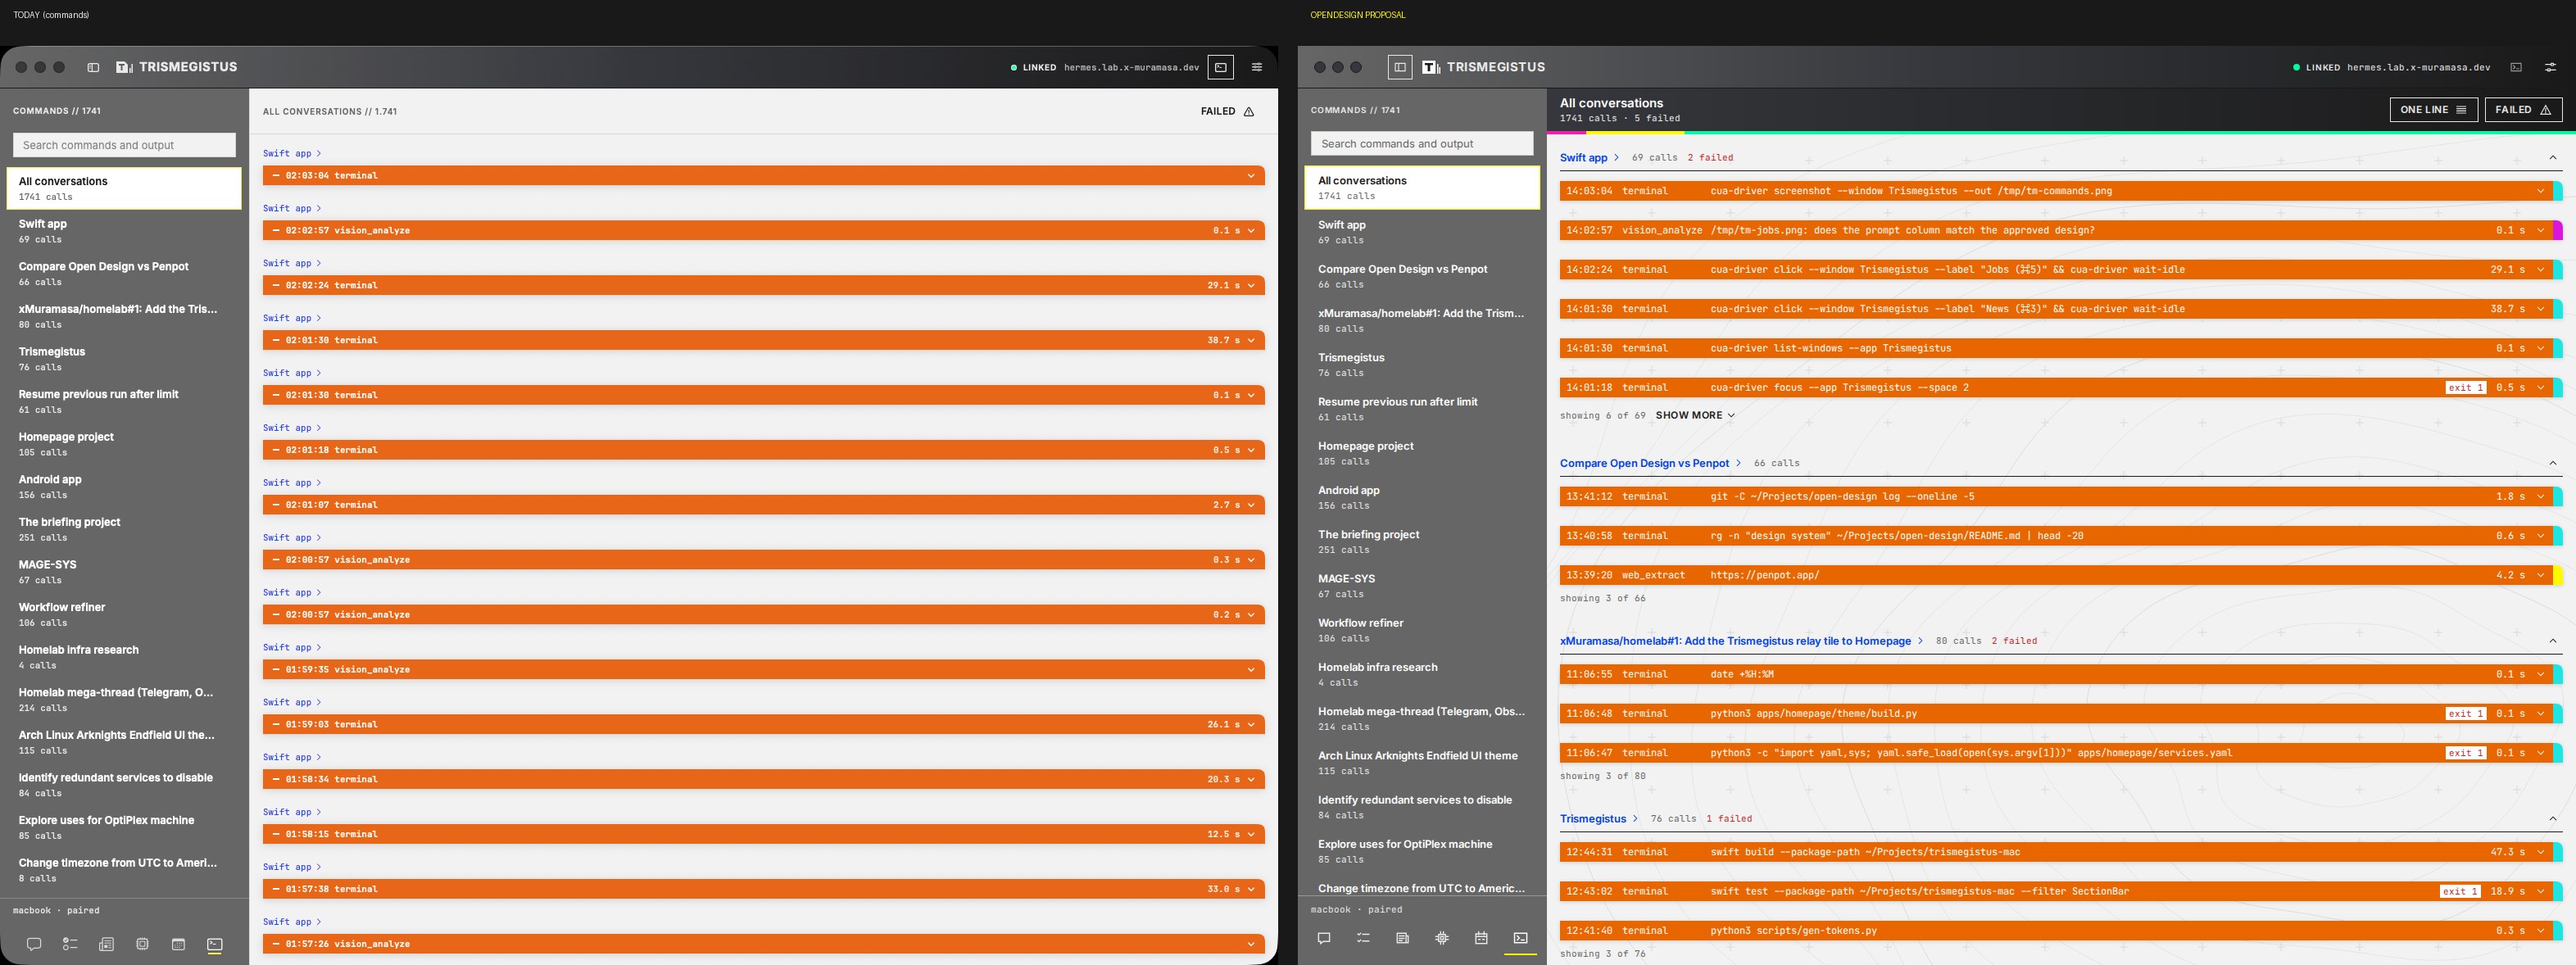 TODAY (commands)
TRISMEGISTUS
LINKED hermes.lab.x-muramasa.dev
COMMANDS // 1741
Search commands and output
All conversations
1741 calls
Swift app
69 calls
Compare Open Design vs Penpot
66 calls
xMuramasa/homelab#1: Add the Tris...
80 calls
Trismegistus
76 calls
Resume previous run after limit
61 calls
Homepage project
105 calls
Android app
156 calls
The briefing project
251 calls
MAGE-SYS
67 calls
Workflow refiner
106 calls
Homelab infra research
4 calls
Homelab mega-thread (Telegram, O...
214 calls
Arch Linux Arknights Endfield UI the...
115 calls
Identify redundant services to disable
84 calls
Explore uses for OptiPlex machine
85 calls
Change timezone from UTC to Ameri...
8 calls
macbook · paired
ALL CONVERSATIONS // 1.741
FAILED
Swift app >
02:03:04 terminal
Swift app >
02:02:57 vision_analyze 0.1 s
Swift app >
02:02:24 terminal 29.1 s
Swift app >
02:01:30 terminal 38.7 s
Swift app >
02:01:30 terminal 0.1 s
Swift app >
02:01:18 terminal 0.5 s
Swift app >
02:01:07 terminal 2.7 s
Swift app >
02:00:57 vision_analyze 0.3 s
Swift app >
02:00:57 vision_analyze 0.2 s
Swift app >
01:59:35 vision_analyze
Swift app >
01:59:03 terminal 26.1 s
Swift app >
01:58:34 terminal 20.3 s
Swift app >
01:58:15 terminal 12.5 s
Swift app >
01:57:38 terminal 33.0 s
Swift app >
01:57:26 vision_analyze
OPENDESIGN PROPOSAL
TRISMEGISTUS
LINKED hermes.lab.x-muramasa.dev
COMMANDS // 1741
Search commands and output
All conversations
1741 calls
Swift app
69 calls
Compare Open Design vs Penpot
66 calls
xMuramasa/homelab#1: Add the Trism...
80 calls
Trismegistus
76 calls
Resume previous run after limit
61 calls
Homepage project
105 calls
Android app
156 calls
The briefing project
251 calls
MAGE-SYS
67 calls
Workflow refiner
106 calls
Homelab infra research
4 calls
Homelab mega-thread (Telegram, Obs...
214 calls
Arch Linux Arknights Endfield UI theme
115 calls
Identify redundant services to disable
84 calls
Explore uses for OptiPlex machine
85 calls
Change timezone from UTC to Americ...
macbook · paired
All conversations
1741 calls · 5 failed
ONE LINE
FAILED
Swift app > 69 calls 2 failed
14:03:04 terminal cua-driver screenshot --window Trismegistus --out /tmp/tm-commands.png
14:02:57 vision_analyze /tmp/tm-jobs.png: does the prompt column match the approved design? 0.1 s
14:02:24 terminal cua-driver click --window Trismegistus --label "Jobs (⌘5)" && cua-driver wait-idle 29.1 s
14:01:30 terminal cua-driver click --window Trismegistus --label "News (⌘3)" && cua-driver wait-idle 38.7 s
14:01:30 terminal cua-driver list-windows --app Trismegistus 0.1 s
14:01:18 terminal cua-driver focus --app Trismegistus --space 2 exit 1 0.5 s
showing 6 of 69 SHOW MORE
Compare Open Design vs Penpot > 66 calls
13:41:12 terminal git -C ~/Projects/open-design log --oneline -5 1.8 s
13:40:58 terminal rg -n "design system" ~/Projects/open-design/README.md | head -20 0.6 s
13:39:20 web_extract https://penpot.app/ 4.2 s
showing 3 of 66
xMuramasa/homelab#1: Add the Trismegistus relay tile to Homepage > 80 calls 2 failed
11:06:55 terminal date +%H:%M 0.1 s
11:06:48 terminal python3 apps/homepage/theme/build.py exit 1 0.1 s
11:06:47 terminal python3 -c "import yaml,sys; yaml.safe_load(open(sys.argv[1]))" apps/homepage/services.yaml exit 1 0.1 s
showing 3 of 80
Trismegistus > 76 calls 1 failed
12:44:31 terminal swift build --package-path ~/Projects/trismegistus-mac 47.3 s
12:43:02 terminal swift test --package-path ~/Projects/trismegistus-mac --filter SectionBar exit 1 18.9 s
12:41:40 terminal python3 scripts/gen-tokens.py 0.3 s
showing 3 of 76